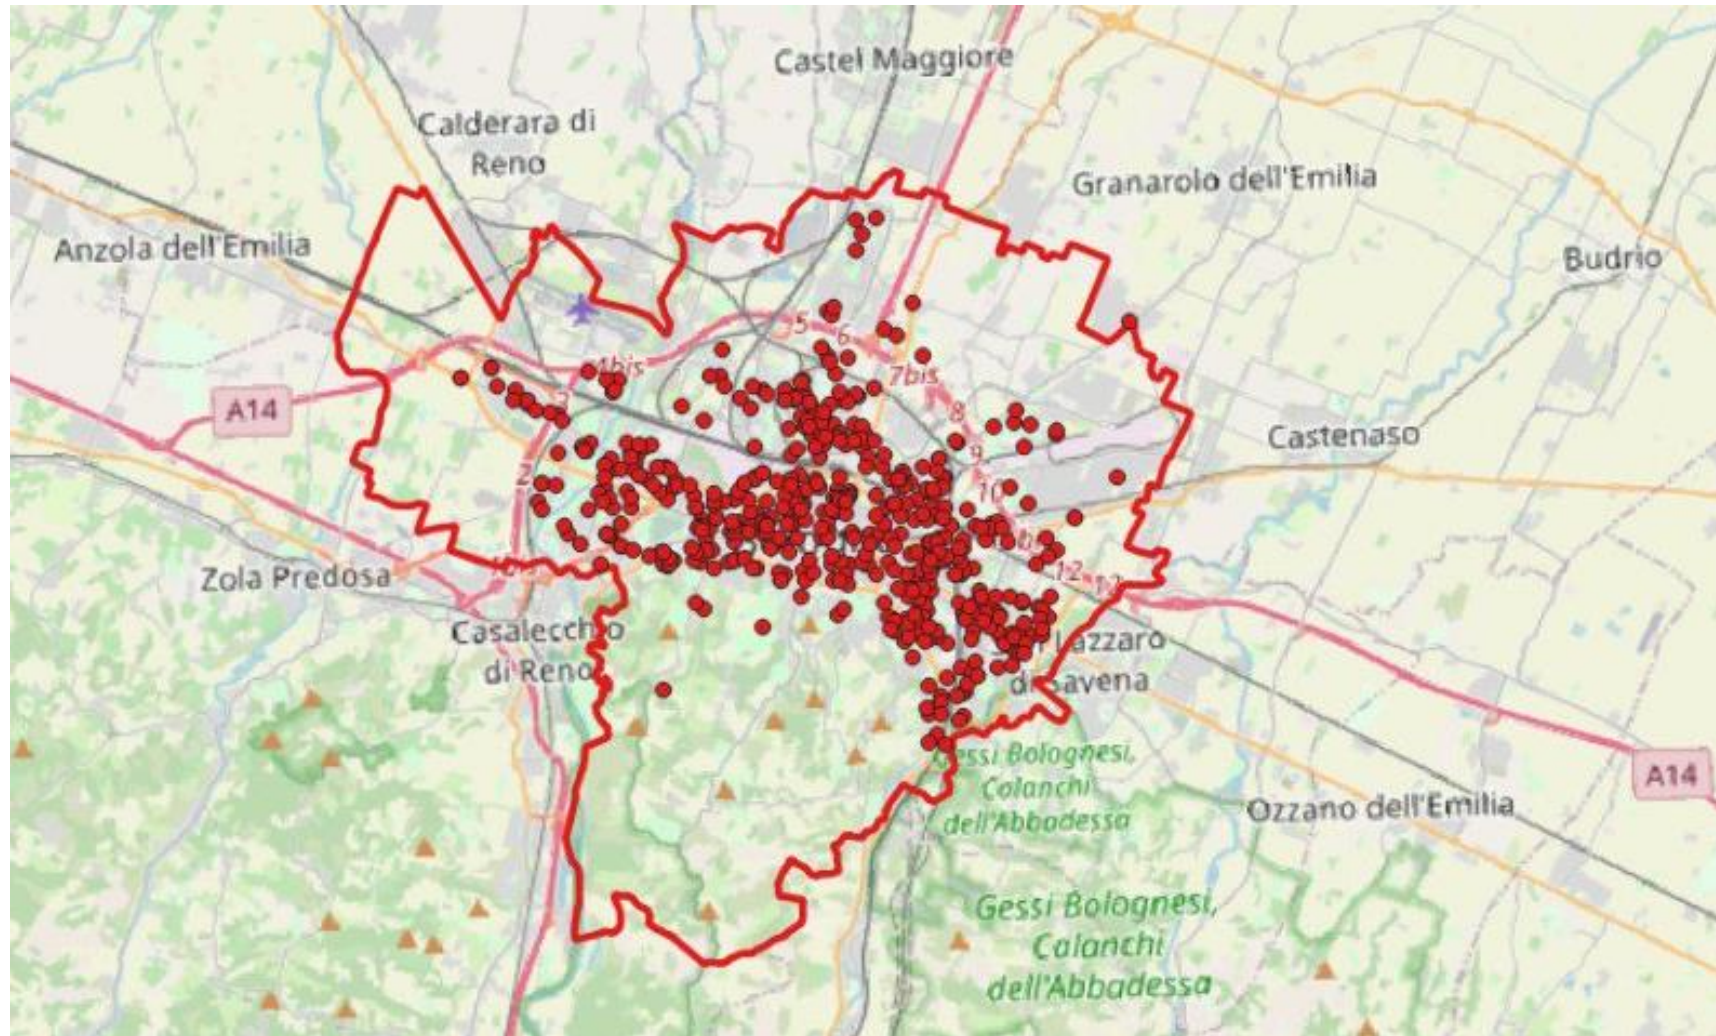 Castel Maggiore
Calderara di
Reno
Granarolo dell'Emilia
Anzola dell'Emilia
Budrio
5
6
4bis
7bis
A14
3
8
Castenaso
9
2
10
Zola Predosa
12
Casalecchio
di Reno
Lazzaro
di Savena
Gessi Bolognesi,
Calanchi
dell'Abbadessa
A14
Ozzano dell'Emilia
Gessi Bolognesi,
Calanchi
dell'Abbadessa